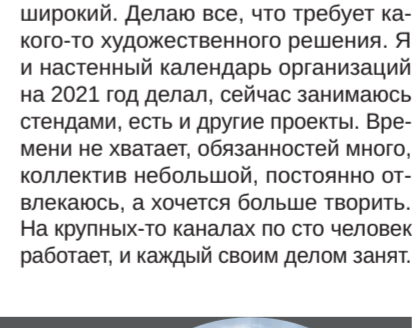 широкий. Делаю все, что требует ка-
кого-то художественного решения. Я
и настенный календарь организаций
на 2021 год делал, сейчас занимаюсь
стендами, есть и другие проекты. Вре-
мени не хватает, обязанностей много,
коллектив небольшой, постоянно от-
влекаюсь, а хочется больше творить.
На крупных-то каналах по сто человек
работает, и каждый своим делом занят.